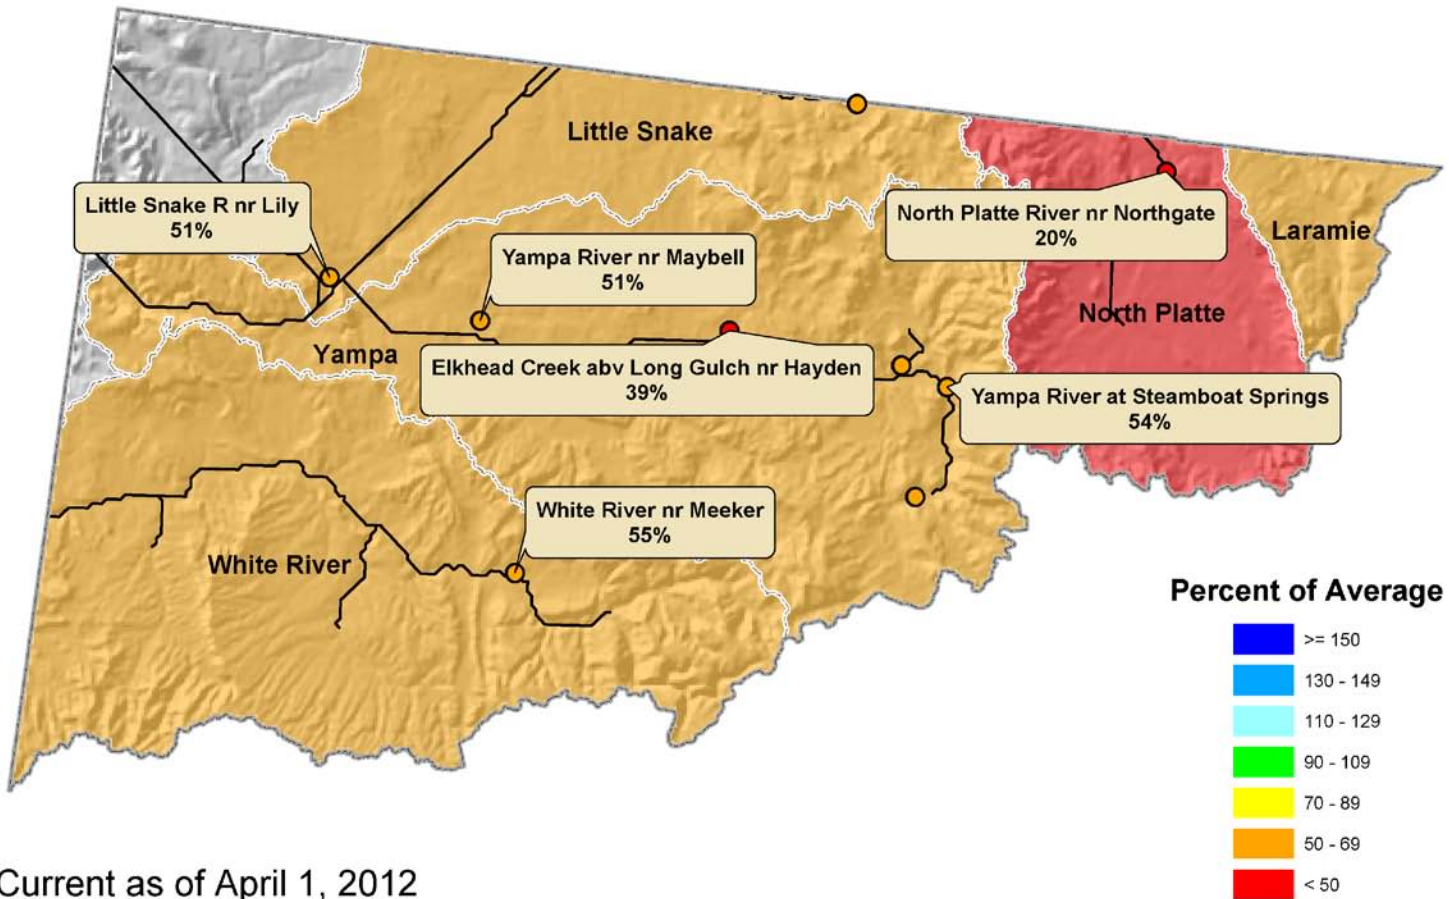 Little Snake
Little Snake R nr Lily
51%
North Platte River nr Northgate
20%
Laramie
Yampa River nr Maybell
51%
North Platte
Yampa
Elkhead Creek abv Long Gulch nr Hayden
39%
Yampa River at Steamboat Springs
54%
White River nr Meeker
55%
White River
Percent of Average
>= 150
130 - 149
110 - 129
90 - 109
70 - 89
50 - 69
< 50
Current as of April 1, 2012